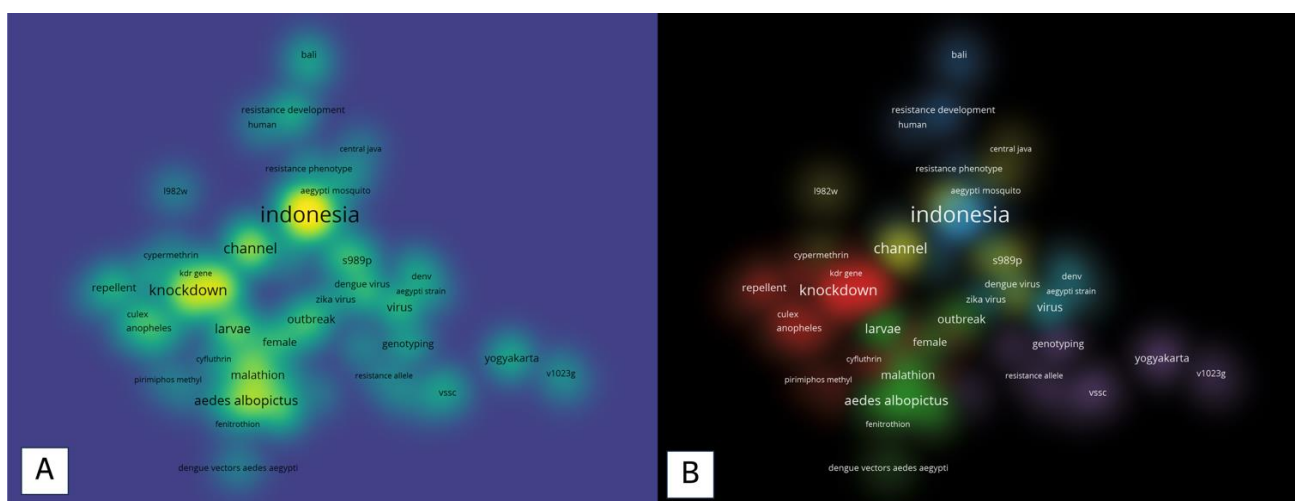 bali
resistance development
human
central java
resistance phenotype
l982w
aegypti mosquito
indonesia
channel
cypermethrin
s989p
kdr gene
denv
repellent
knockdown
dengue virus
aegypti strain
zika virus
virus
culex
outbreak
anopheles
larvae
female
genotyping
cyfluthrin
yogyakarta
pirimiphos methyl
malathion
resistance allele
v1023g
vssc
aedes albopictus
fenitrothion
dengue vectors aedes aegypti
A
bali
resistance development
human
central java
resistance phenotype
l982w
aegypti mosquito
indonesia
channel
cypermethrin
s989p
kdr gene
denv
repellent
knockdown
dengue virus
aegypti strain
zika virus
virus
culex
outbreak
anopheles
larvae
female
genotyping
cyfluthrin
yogyakarta
pirimiphos methyl
malathion
resistance allele
v1023g
vssc
aedes albopictus
fenitrothion
dengue vectors aedes aegypti
B